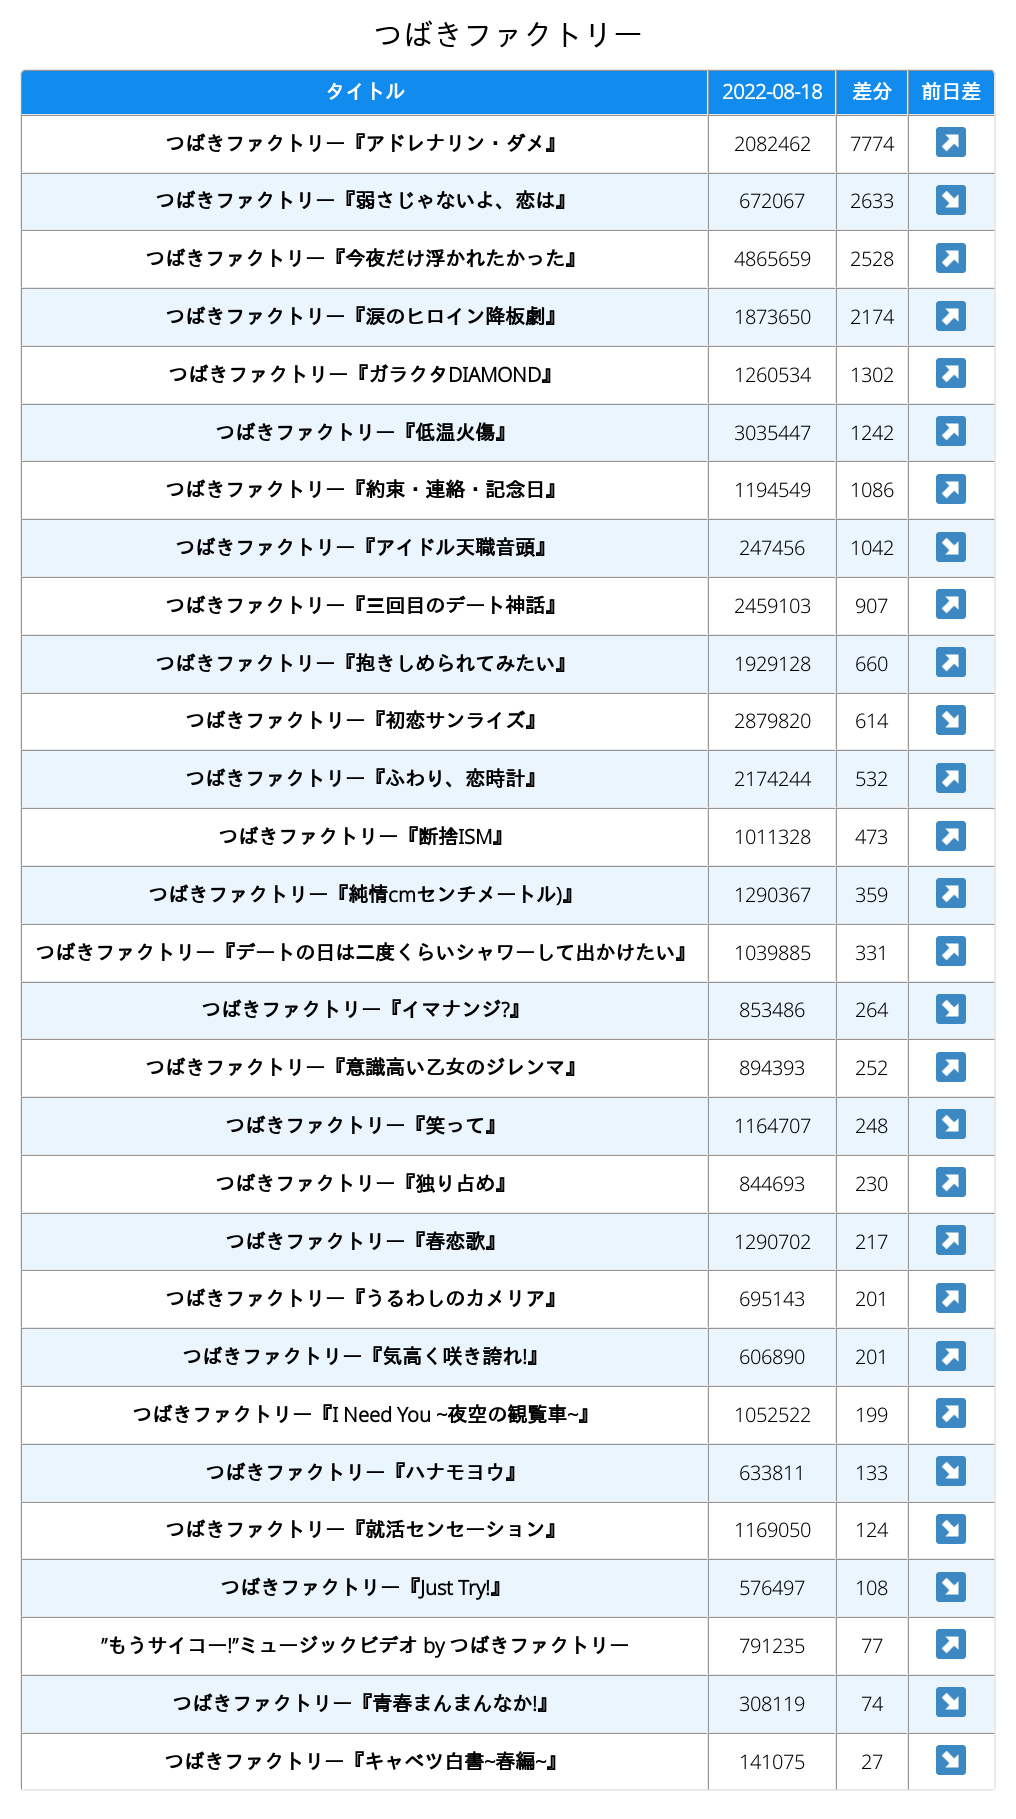 つばきファクトリー
タイトル 2022-08-18 差分 前日差
つばきファクトリー『アドレナリン・ダメ』 2082462 7774 ↗
つばきファクトリー『弱さじゃないよ、恋は』 672067 2633 ↘
つばきファクトリー『今夜だけ浮かれたかった』 4865659 2528 ↗
つばきファクトリー『涙のヒロイン降板劇』 1873650 2174 ↗
つばきファクトリー『ガラクタDIAMOND』 1260534 1302 ↗
つばきファクトリー『低温火傷』 3035447 1242 ↗
つばきファクトリー『約束・連絡・記念日』 1194549 1086 ↗
つばきファクトリー『アイドル天職音頭』 247456 1042 ↘
つばきファクトリー『三回目のデート神話』 2459103 907 ↗
つばきファクトリー『抱きしめられてみたい』 1929128 660 ↗
つばきファクトリー『初恋サンライズ』 2879820 614 ↘
つばきファクトリー『ふわり、恋時計』 2174244 532 ↗
つばきファクトリー『断捨ISM』 1011328 473 ↗
つばきファクトリー『純情cmセンチメートル)』 1290367 359 ↗
つばきファクトリー『デートの日は二度くらいシャワーして出かけたい』 1039885 331 ↗
つばきファクトリー『イマナンジ?』 853486 264 ↘
つばきファクトリー『意識高い乙女のジレンマ』 894393 252 ↗
つばきファクトリー『笑って』 1164707 248 ↘
つばきファクトリー『独り占め』 844693 230 ↗
つばきファクトリー『春恋歌』 1290702 217 ↗
つばきファクトリー『うるわしのカメリア』 695143 201 ↗
つばきファクトリー『気高く咲き誇れ!』 606890 201 ↗
つばきファクトリー『I Need You ~夜空の観覧車~』 1052522 199 ↗
つばきファクトリー『ハナモヨウ』 633811 133 ↘
つばきファクトリー『就活センセーション』 1169050 124 ↘
つばきファクトリー『Just Try!』 576497 108 ↘
”もうサイコー!”ミュージックビデオ by つばきファクトリー 791235 77 ↗
つばきファクトリー『青春まんまんなか!』 308119 74 ↘
つばきファクトリー『キャベツ白書~春編~』 141075 27 ↘